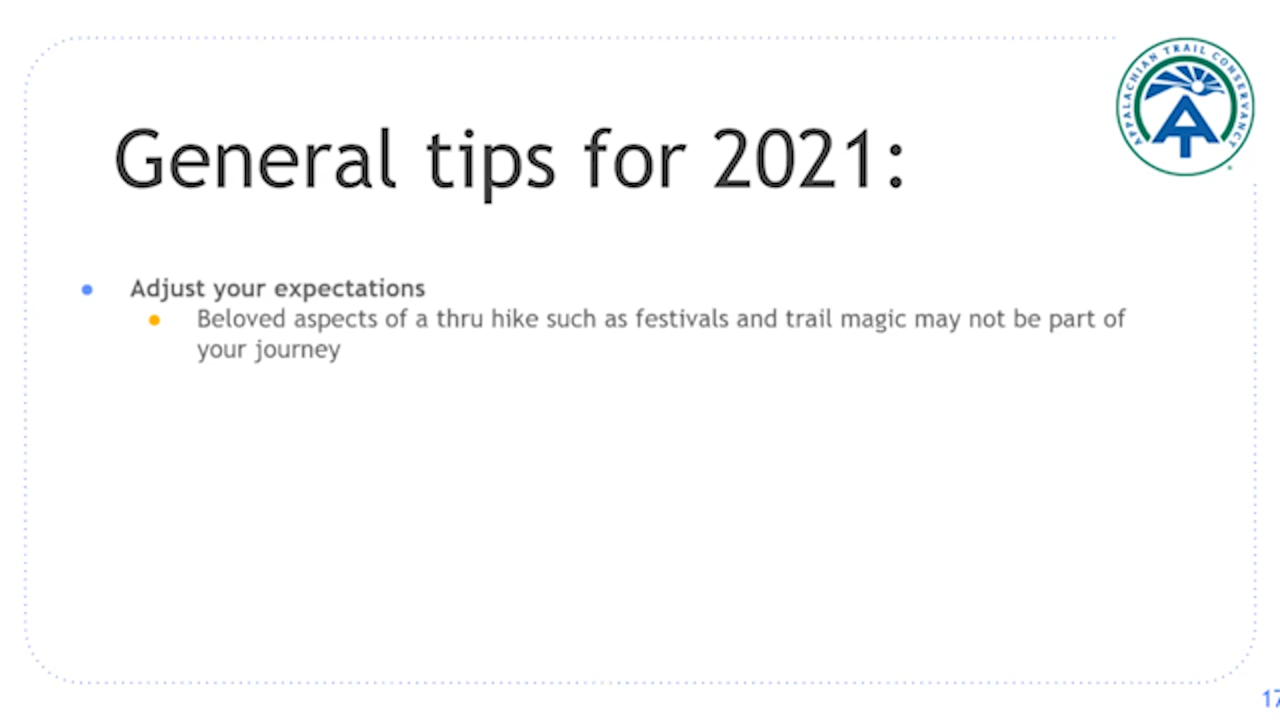 APPALACHIAN TRAIL CONSERVANCY
General tips for 2021:
Adjust your expectations
Beloved aspects of a thru hike such as festivals and trail magic may not be part of
your journey
17